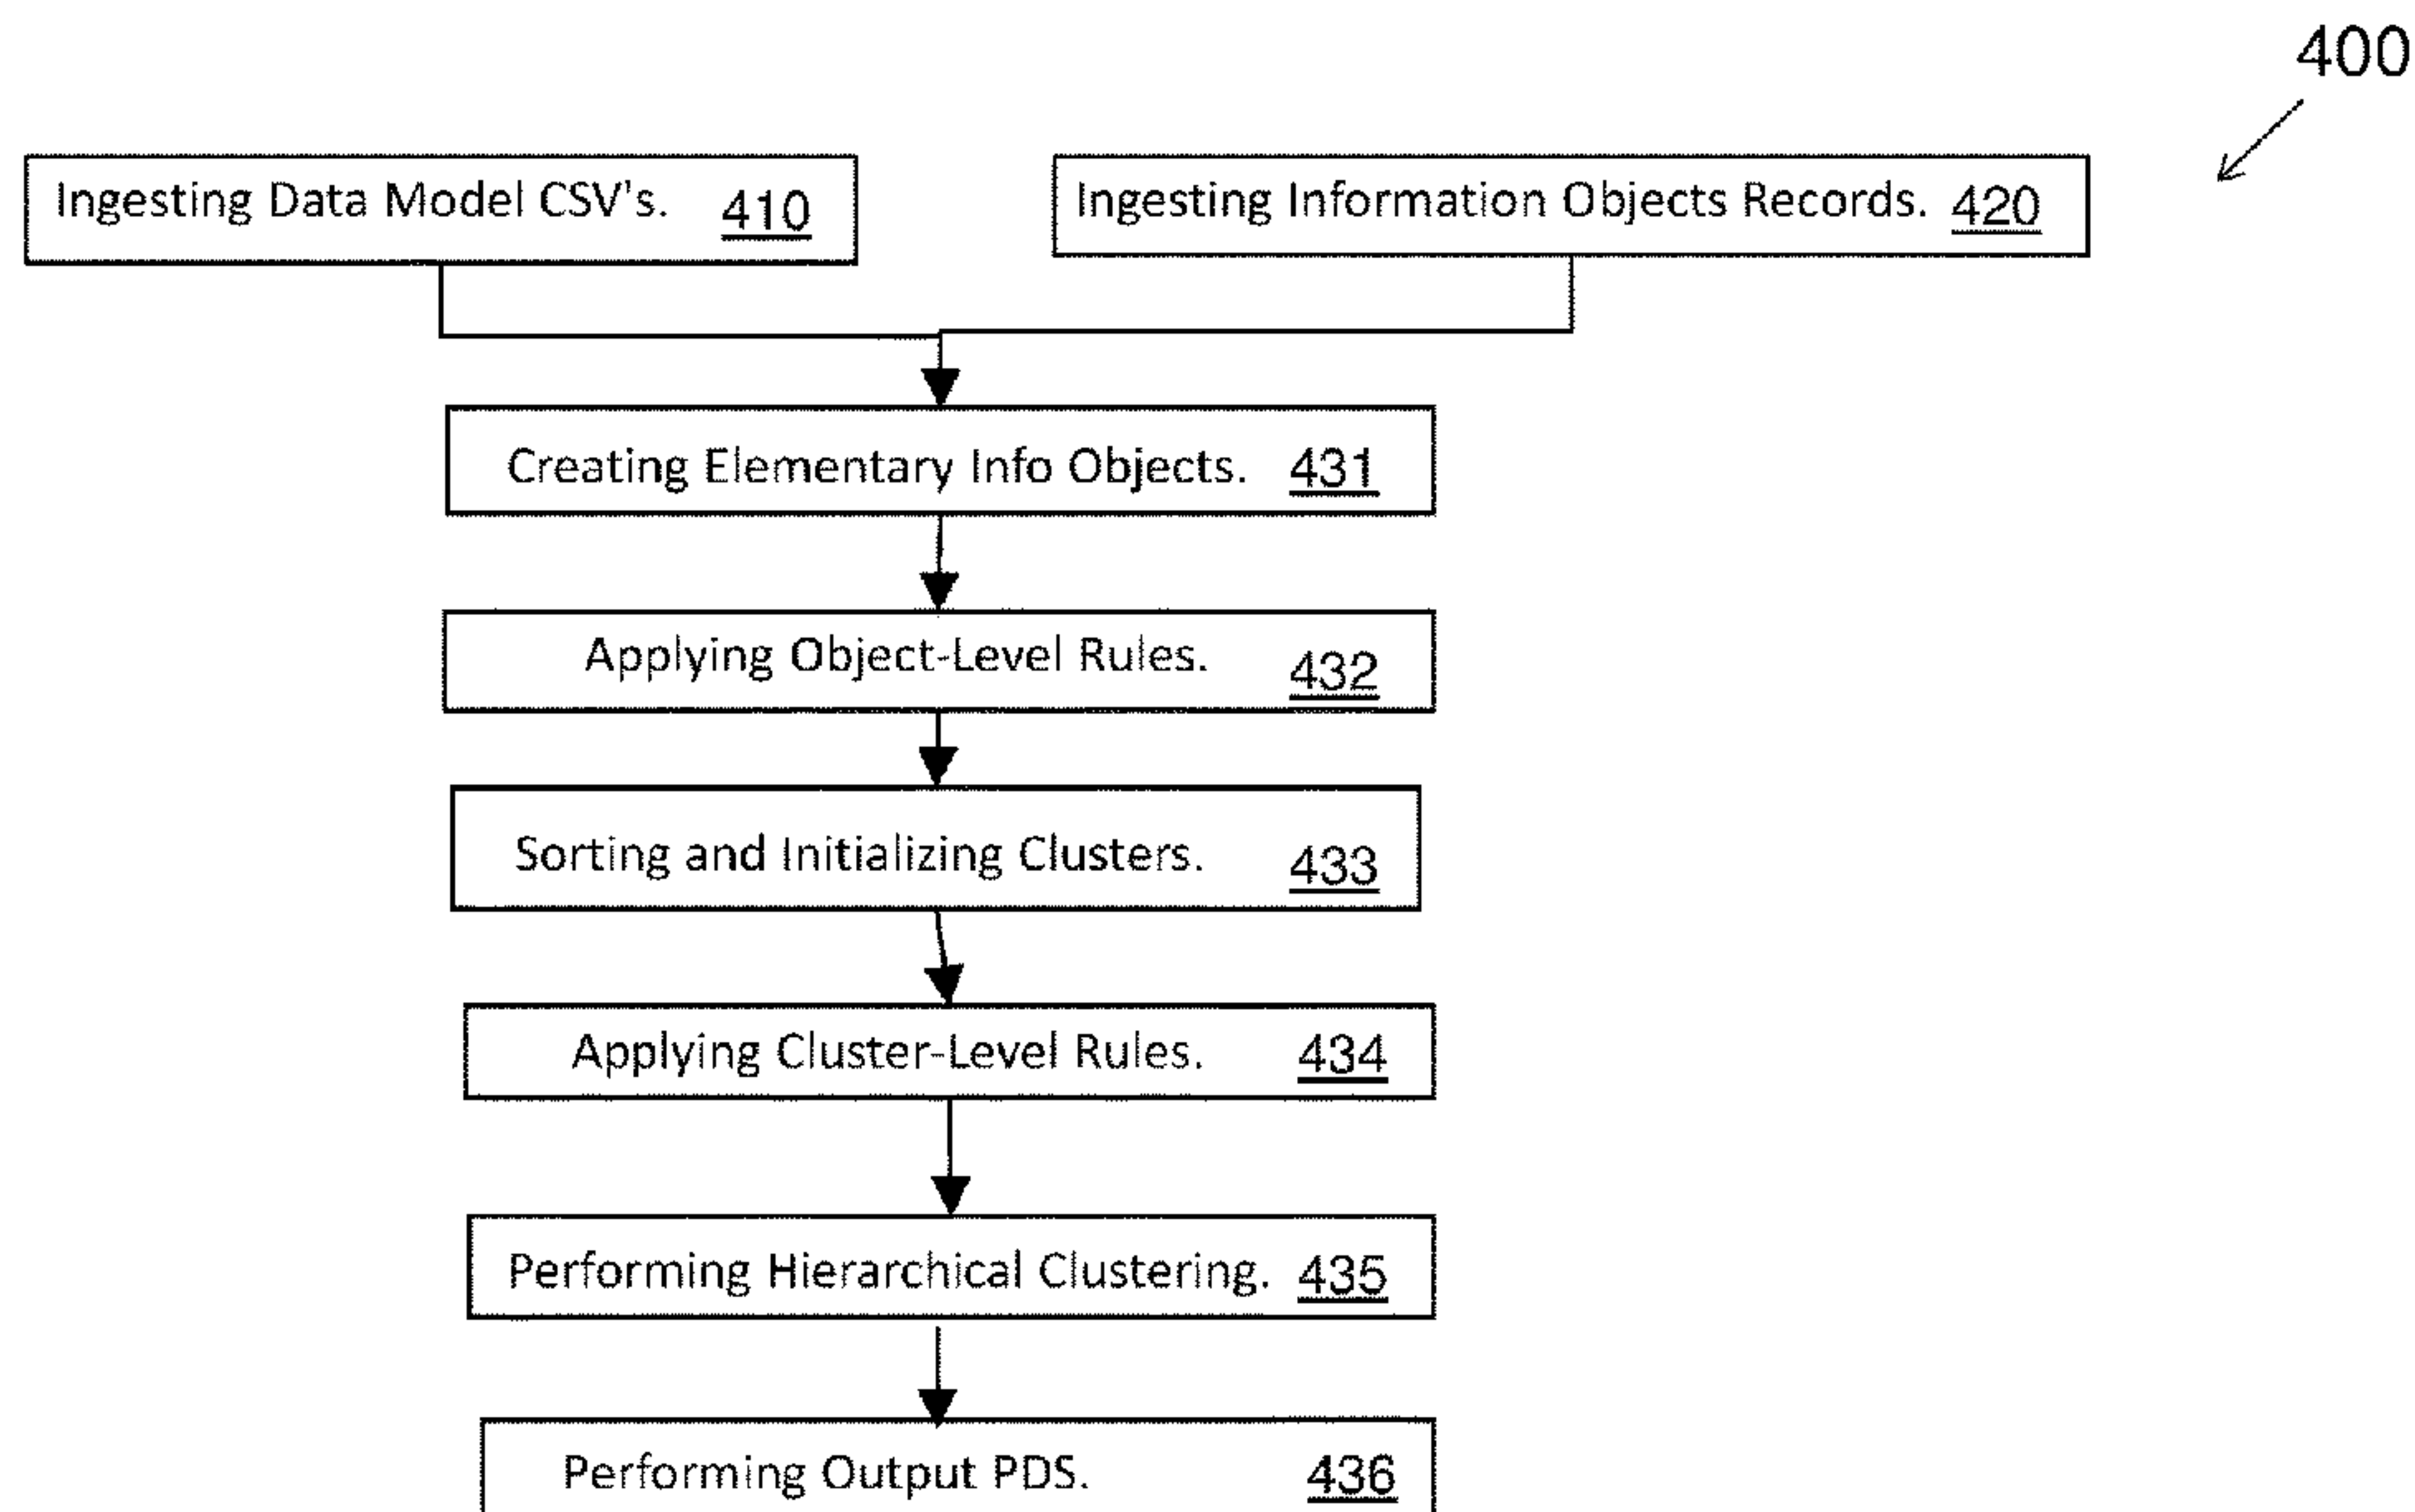 400
Ingesting Data Model CSV's. 410
Ingesting Information Objects Records. 420
Creating Elementary Info Objects. 431
Applying Object-Level Rules. 432
Sorting and Initializing Clusters. 433
Applying Cluster-Level Rules. 434
Performing Hierarchical Clustering. 435
Performing Output PDS. 436